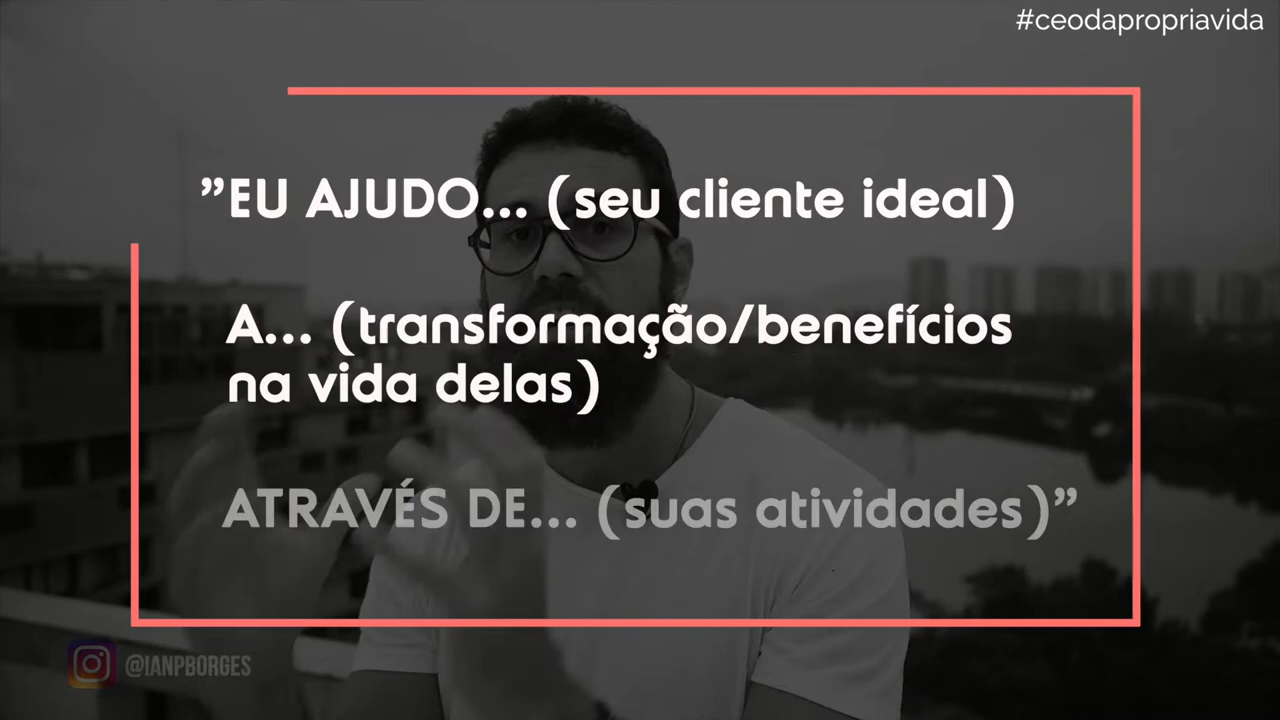 #ceodapropriavida
”EU AJUDO... (seu cliente ideal)
A... (transformação/benefícios
na vida delas)
ATRAVÉS DE... (suas atividades)”
@IANPBORGES